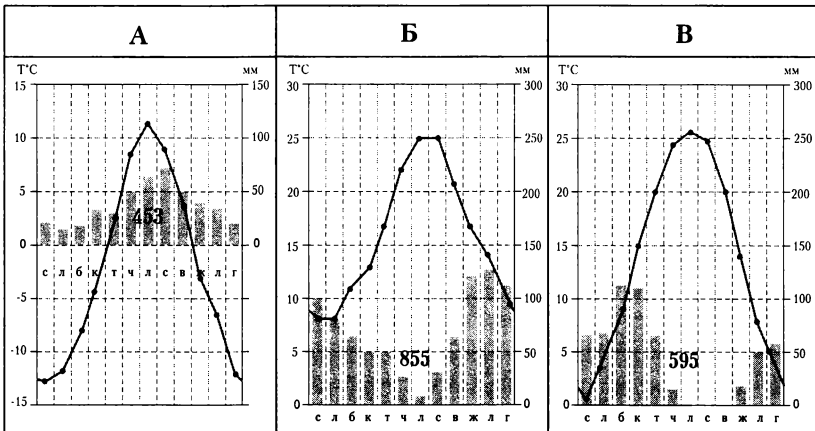 А Б В
Т°С мм Т°С мм Т°С мм
15 150 30 300 30 300
10 100 25 250 25 250
5 50 20 200 20 200
453
0 0 15 150 15 150
с л б к т ч л с в ж л г
-5 10 100 10 100
-10 5 50 5 50
855 595
-15 0 0 0 0
с л б к т ч л с в ж л г с л б к т ч л с в ж л г